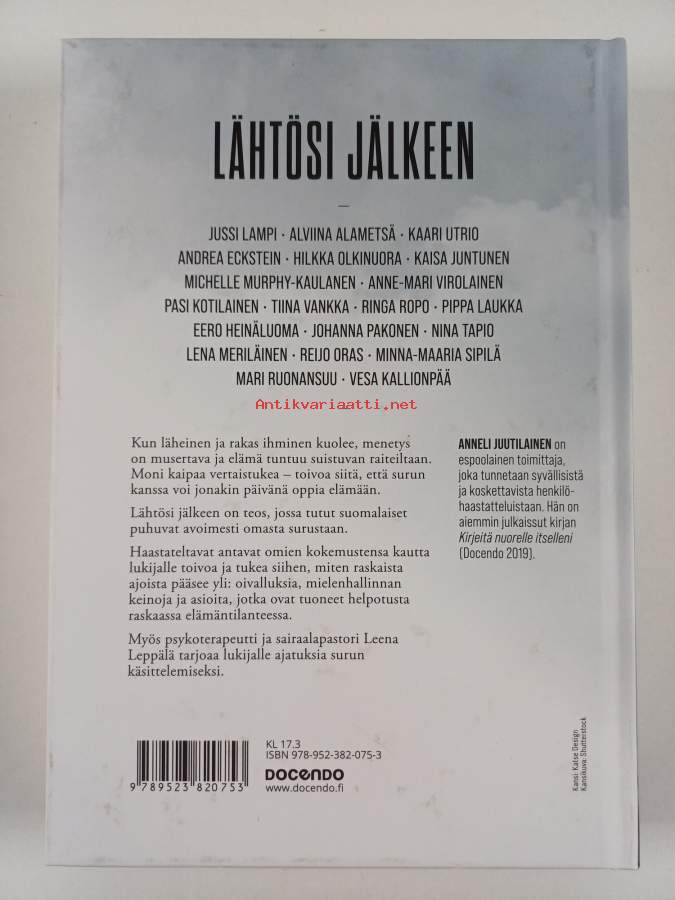 LÄHTÖSI JÄLKEEN
–
JUSSI LAMPI · ALVIINA ALAMETSÄ · KAARI UTRIO
ANDREA ECKSTEIN · HILKKA OLKINUORA · KAISA JUNTUNEN
MICHELLE MURPHY-KAULANEN · ANNE-MARI VIROLAINEN
PASI KOTILAINEN · TIINA VANKKA · RINGA ROPO · PIPPA LAUKKA
EERO HEINÄLUOMA · JOHANNA PAKONEN · NINA TAPIO
LENA MERILÄINEN · REIJO ORAS · MINNA-MAARIA SIPILÄ
MARI RUONANSUU · VESA KALLIONPÄÄ
Antikvariaatti.net
Kun läheinen ja rakas ihminen kuolee, menetys
on musertava ja elämä tuntuu suistuvan raiteiltaan.
Moni kaipaa vertaistukea – toivoa siitä, että surun
kanssa voi jonakin päivänä oppia elämään.
Lähtösi jälkeen on teos, jossa tutut suomalaiset
puhuvat avoimesti omasta surustaan.
Haastateltavat antavat omien kokemustensa kautta
lukijalle toivoa ja tukea siihen, miten raskaista
ajoista pääsee yli: oivalluksia, mielenhallinnan
keinoja ja asioita, jotka ovat tuoneet helpotusta
raskaassa elämäntilanteessa.
Myös psykoterapeutti ja sairaalapastori Leena
Leppälä tarjoaa lukijalle ajatuksia surun
käsittelemiseksi.
ANNELI JUUTILAINEN on
espoolainen toimittaja,
joka tunnetaan syvällisistä
ja koskettavista henkilö-
haastatteluistaan. Hän on
aiemmin julkaissut kirjan
Kirjeitä nuorelle itselleni
(Docendo 2019).
KL 17.3
ISBN 978-952-382-075-3
DOCENDO
www.docendo.fi
9 789523 820753
Kansi: Katse Design
Kansikuva: Shutterstock